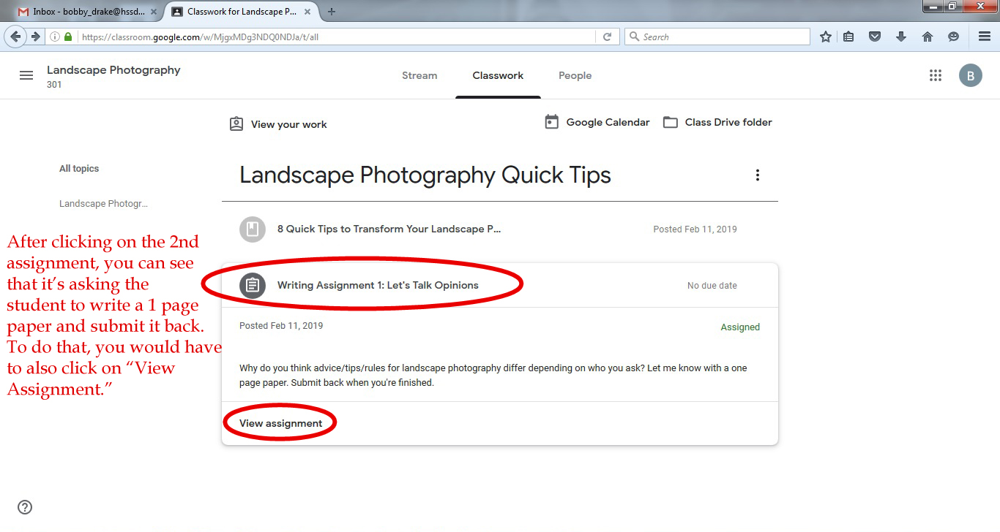 Inbox - bobby_drake@hssd...
Classwork for Landscape P...
https://classroom.google.com/w/MjgxMDg3NDQ0NDJa/t/all
Search
Landscape Photography
301
Stream
Classwork
People
B
View your work
Google Calendar
Class Drive folder
All topics
Landscape Photogr...
Landscape Photography Quick Tips
8 Quick Tips to Transform Your Landscape P...
Posted Feb 11, 2019
After clicking on the 2nd
assignment, you can see
that it’s asking the
student to write a 1 page
paper and submit it back.
To do that, you would have
to also click on “View
Assignment.”
Writing Assignment 1: Let's Talk Opinions
No due date
Posted Feb 11, 2019
Assigned
Why do you think advice/tips/rules for landscape photography differ depending on who you ask? Let me know with a one
page paper. Submit back when you're finished.
View assignment